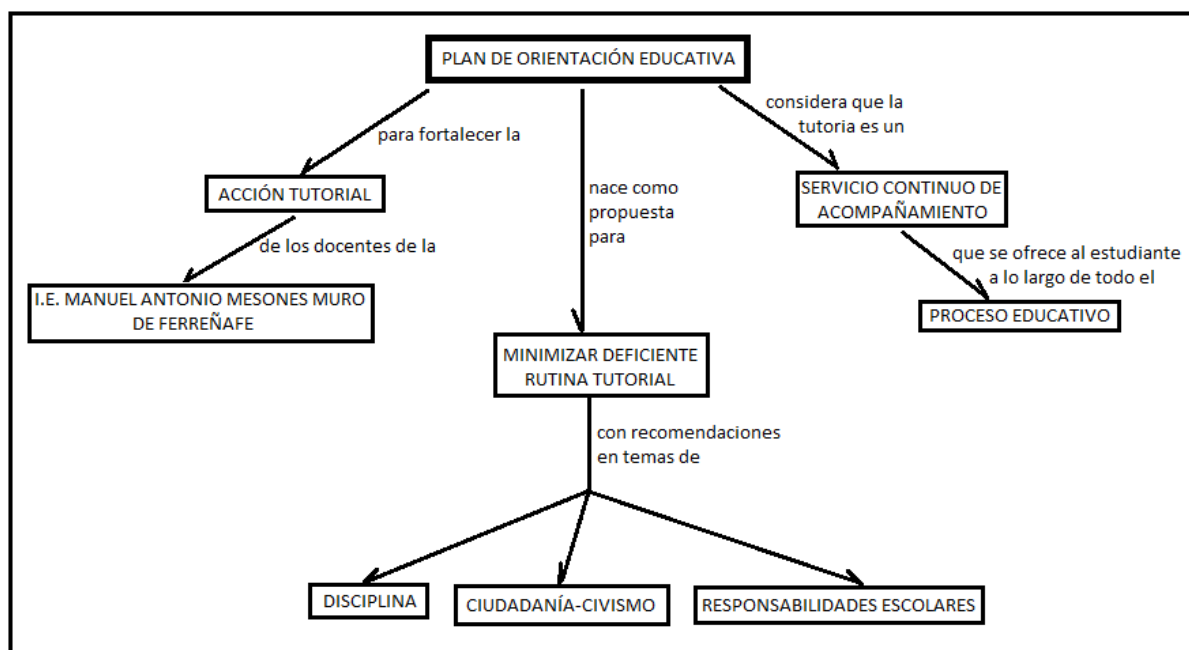 PLAN DE ORIENTACIÓN EDUCATIVA
para fortalecer la
ACCIÓN TUTORIAL
de los docentes de la
I.E. MANUEL ANTONIO MESONES MURO
DE FERREÑAFE
nace como
propuesta
para
MINIMIZAR DEFICIENTE
RUTINA TUTORIAL
con recomendaciones
en temas de
DISCIPLINA
CIUDADANÍA-CIVISMO
RESPONSABILIDADES ESCOLARES
considera que la
tutoria es un
SERVICIO CONTINUO DE
ACOMPAÑAMIENTO
que se ofrece al estudiante
a lo largo de todo el
PROCESO EDUCATIVO